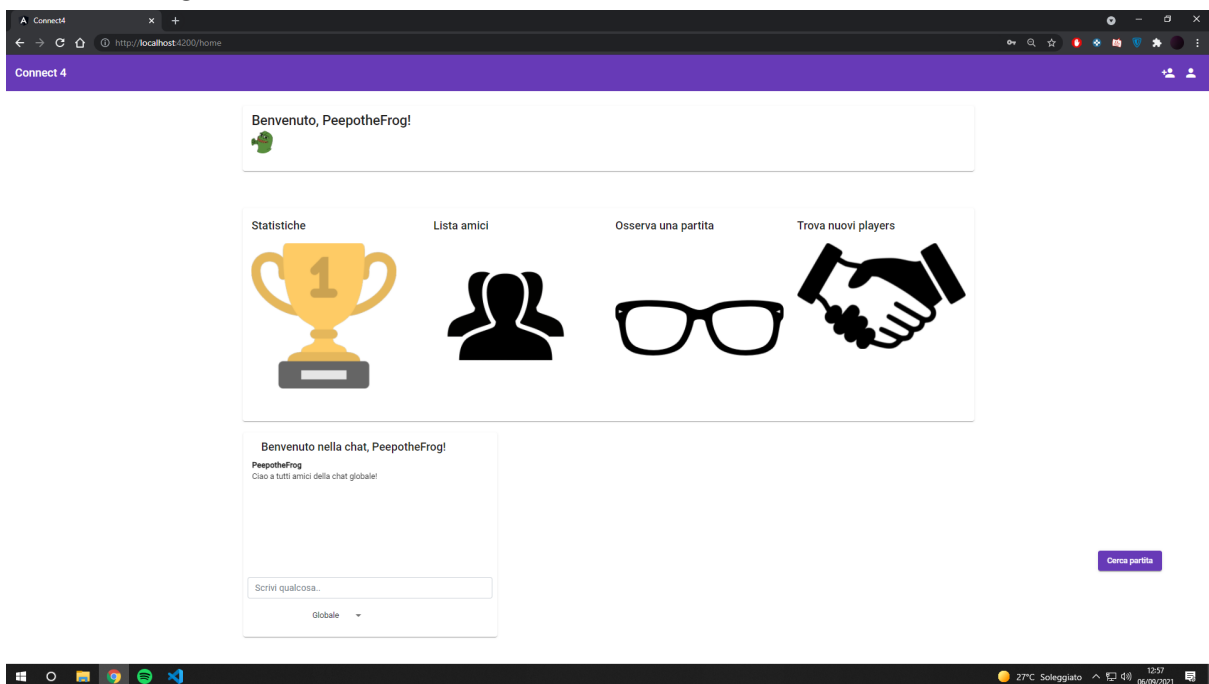 Connect4
http://localhost:4200/home
Connect 4
Benvenuto, PeepotheFrog!
Statistiche
Lista amici
Osserva una partita
Trova nuovi players
1
Benvenuto nella chat, PeepotheFrog!
PeepotheFrog
Ciao a tutti amici della chat globale!
Scrivi qualcosa..
Globale
Cerca partita
27°C Soleggiato
12:57
06/09/2021